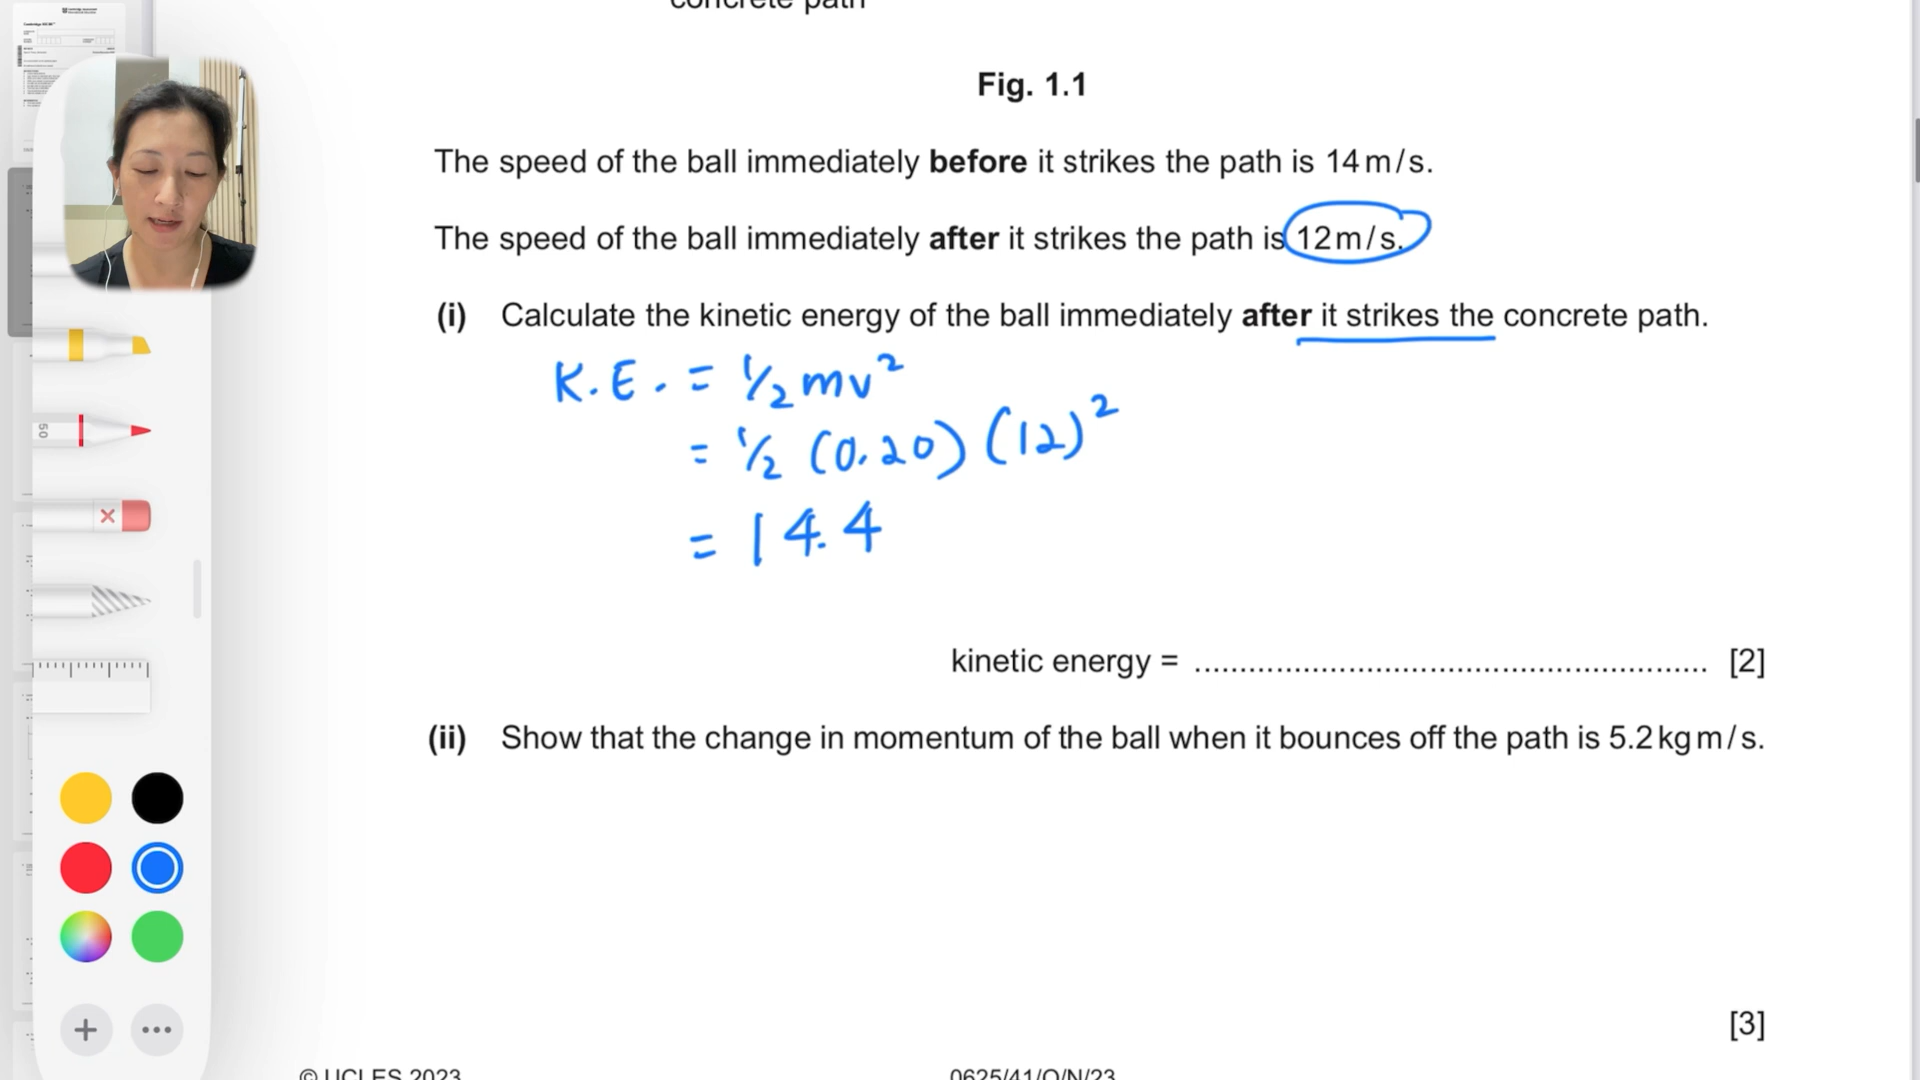 concrete path
Fig. 1.1
The speed of the ball immediately before it strikes the path is 14 m/s.
The speed of the ball immediately after it strikes the path is 12 m/s.
(i) Calculate the kinetic energy of the ball immediately after it strikes the concrete path.
K.E. = 1/2 mv²
= 1/2 (0.20) (12)²
= 14.4
kinetic energy = ........................................................ [2]
(ii) Show that the change in momentum of the ball when it bounces off the path is 5.2 kg m/s.
[3]
© UCLES 2023
0625/41/O/N/23
50